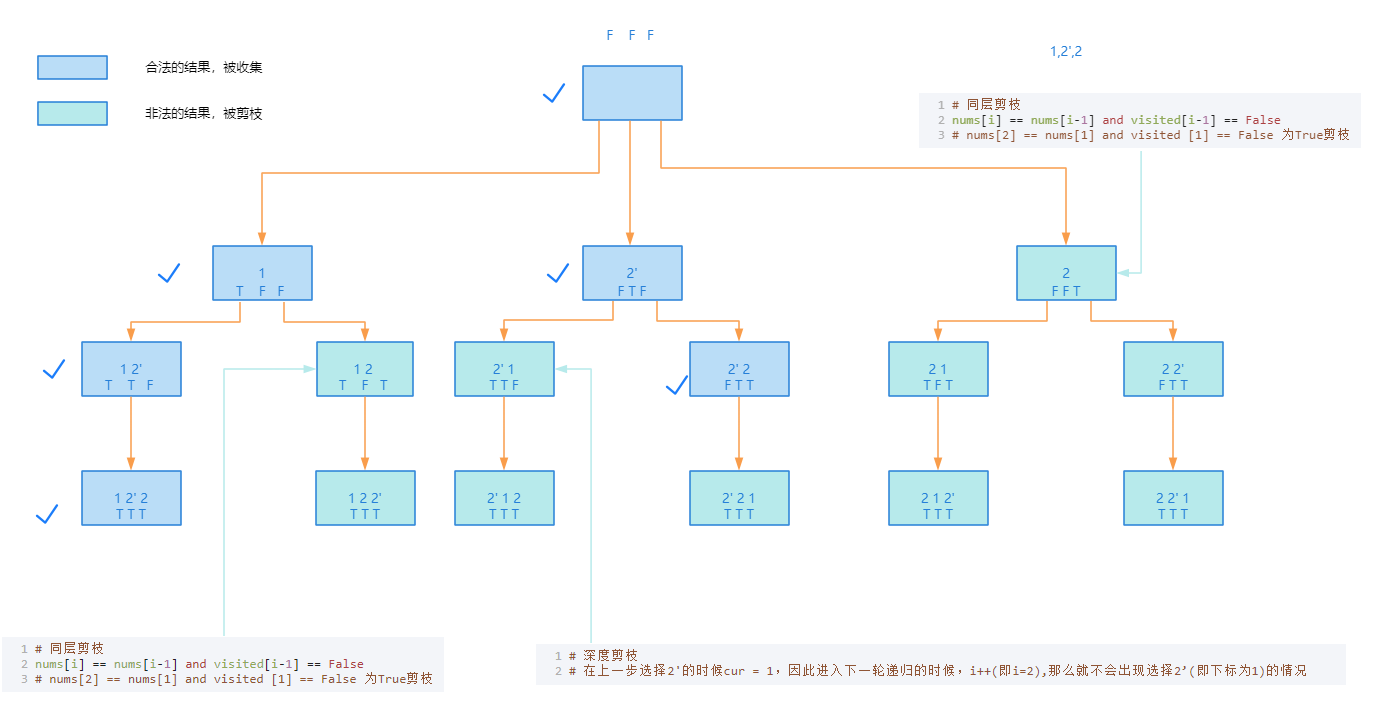 F F F
1,2',2
合法的结果，被收集
非法的结果，被剪枝
1 # 同层剪枝
2 nums[i] == nums[i-1] and visited[i-1] == False
3 # nums[2] == nums[1] and visited [1] == False 为True剪枝
1
T F F
2'
F T F
2
F F T
1 2'
T T F
1 2
T F T
2' 1
T T F
2' 2
F T T
2 1
T F T
2 2'
F T T
1 2' 2
T T T
1 2 2'
T T T
2' 1 2
T T T
2' 2 1
T T T
2 1 2'
T T T
2 2' 1
T T T
1 # 同层剪枝
2 nums[i] == nums[i-1] and visited[i-1] == False
3 # nums[2] == nums[1] and visited [1] == False 为True剪枝
1 # 深度剪枝
2 # 在上一步选择2'的时候cur = 1，因此进入下一轮递归的时候，i++(即i=2),那么就不会出现选择2’(即下标为1)的情况